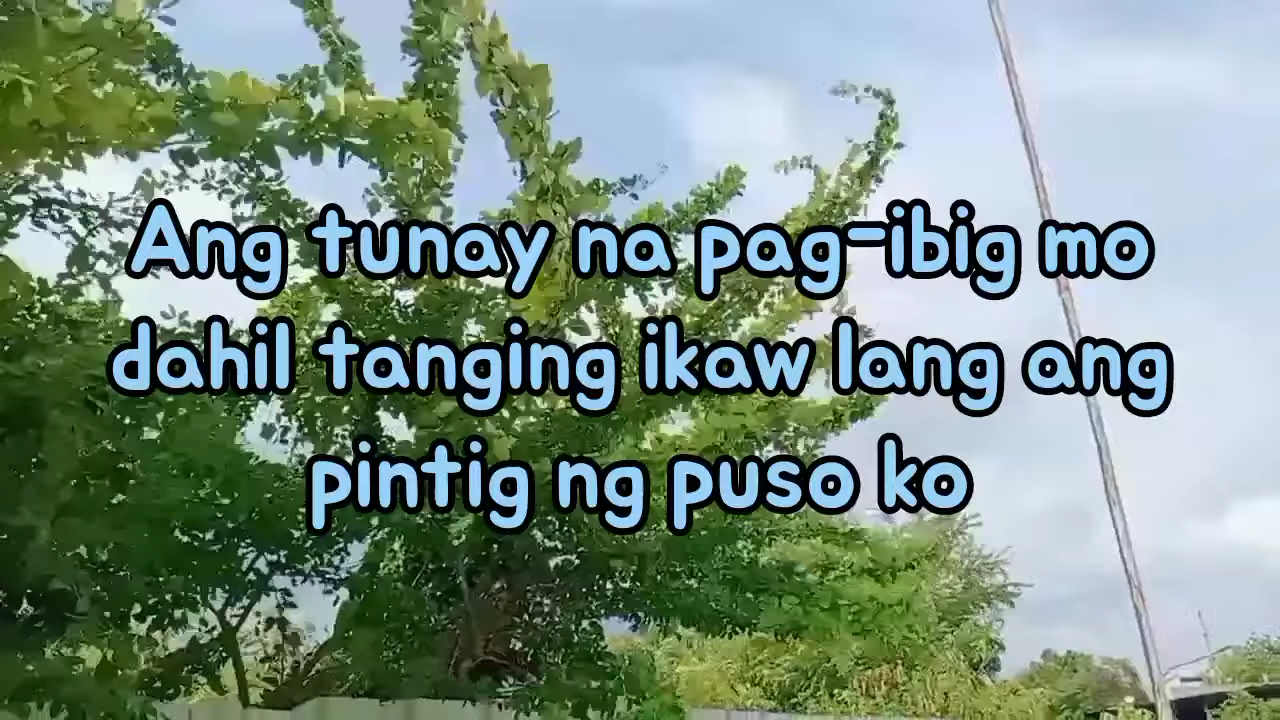 Ang tunay na pag-ibig mo
dahil tanging ikaw lang ang
pintig ng puso ko